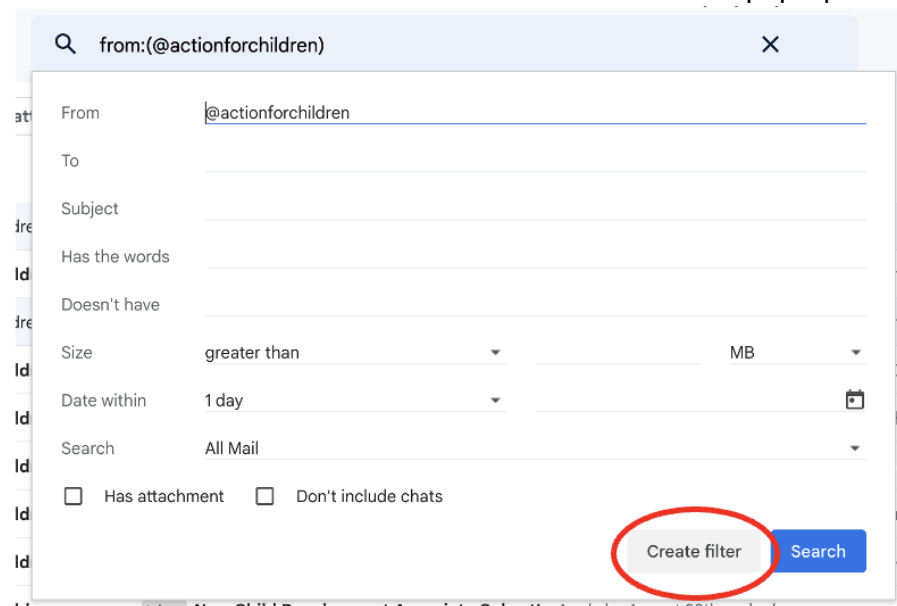 from:(@actionforchildren)
From @actionforchildren
To
Subject
Has the words
Doesn't have
Size greater than MB
Date within 1 day
Search All Mail
Has attachment Don't include chats
Create filter Search